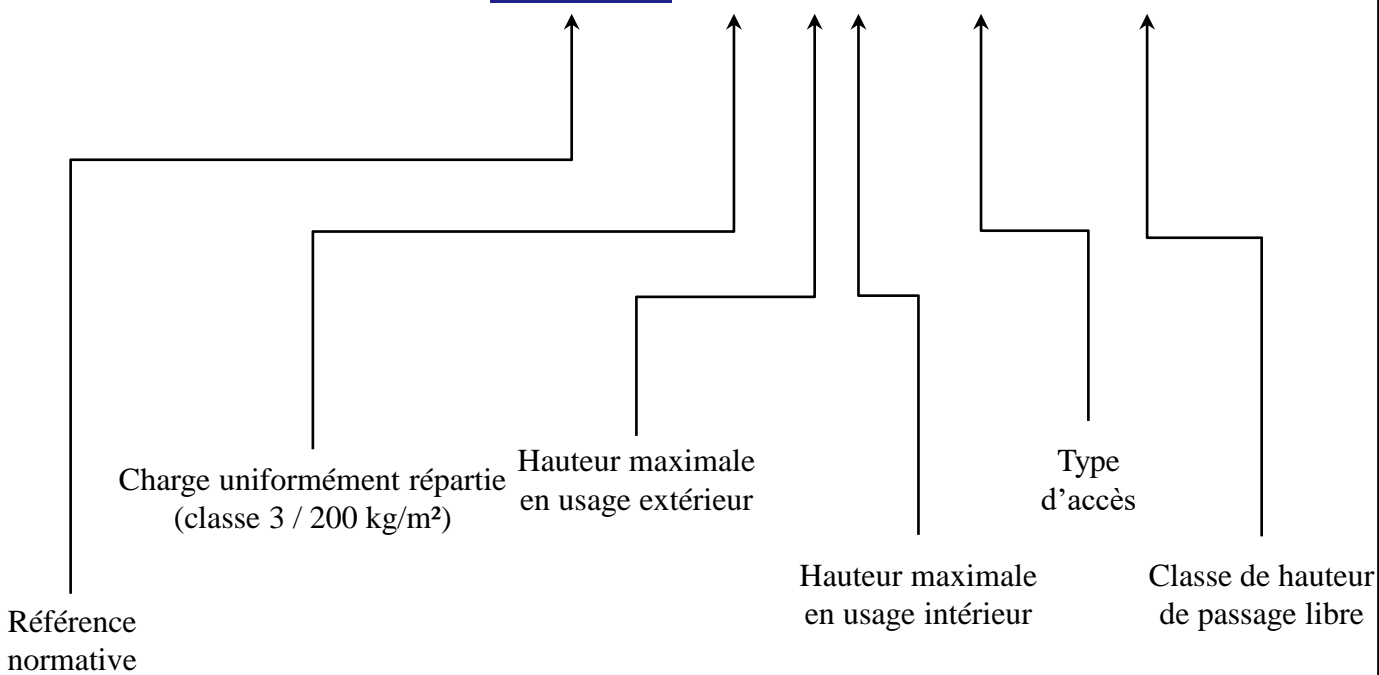 Charge uniformément répartie
(classe 3 / 200 kg/m²)
Hauteur maximale
en usage extérieur
Type
d’accès
Hauteur maximale
en usage intérieur
Classe de hauteur
de passage libre
Référence
normative